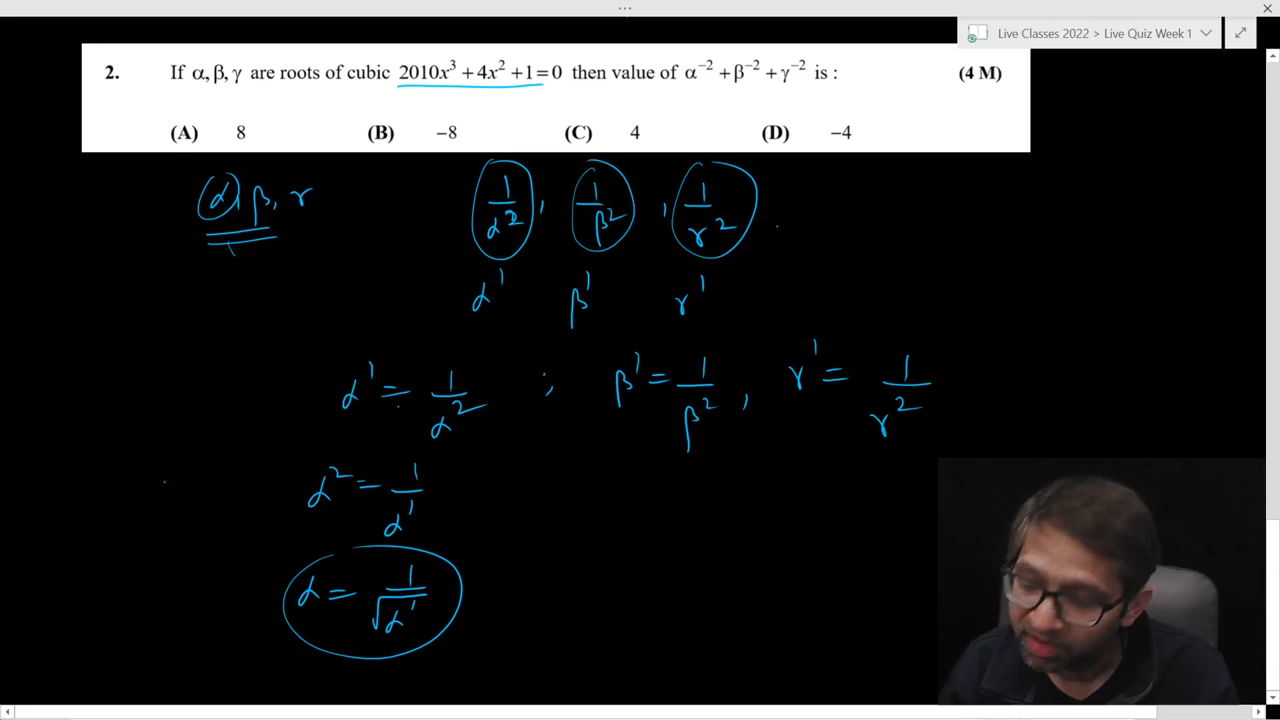 Live Classes 2022 > Live Quiz Week 1
2. If α, β, γ are roots of cubic 2010x³ + 4x² + 1 = 0 then value of α⁻² + β⁻² + γ⁻² is : (4 M)
(A) 8 (B) −8 (C) 4 (D) −4
α, β, γ 1/α², 1/β², 1/γ²
α' β' γ'
α' = 1/α² ; β' = 1/β², γ' = 1/γ²
α² = 1/α'
α = 1/√α'